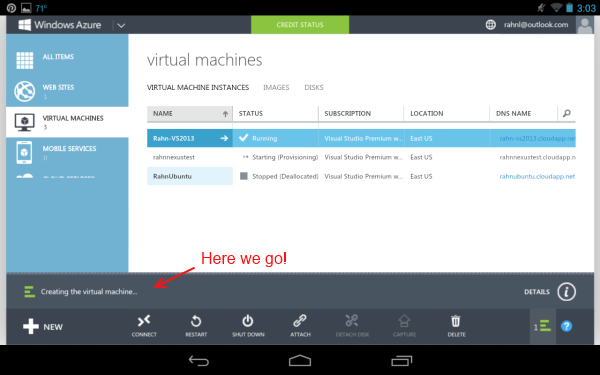 71° 3:03
Windows Azure CREDIT STATUS rahnl@outlook.com
ALL ITEMS
WEB SITES
1
VIRTUAL MACHINES
3
MOBILE SERVICES
0
CLOUD SERVICES
virtual machines
VIRTUAL MACHINE INSTANCES IMAGES DISKS
NAME STATUS SUBSCRIPTION LOCATION DNS NAME
Rahn-VS2013 Running Visual Studio Premium w... East US rahn-vs2013.cloudapp.net
rahnnexustest Starting (Provisioning) Visual Studio Premium w... East US rahnnexustest.cloudapp.n
RahnUbuntu Stopped (Deallocated) Visual Studio Premium w... East US rahnubuntu.cloudapp.net
Here we go!
Creating the virtual machine... DETAILS
NEW CONNECT RESTART SHUT DOWN ATTACH DETACH DISK CAPTURE DELETE 1 ?